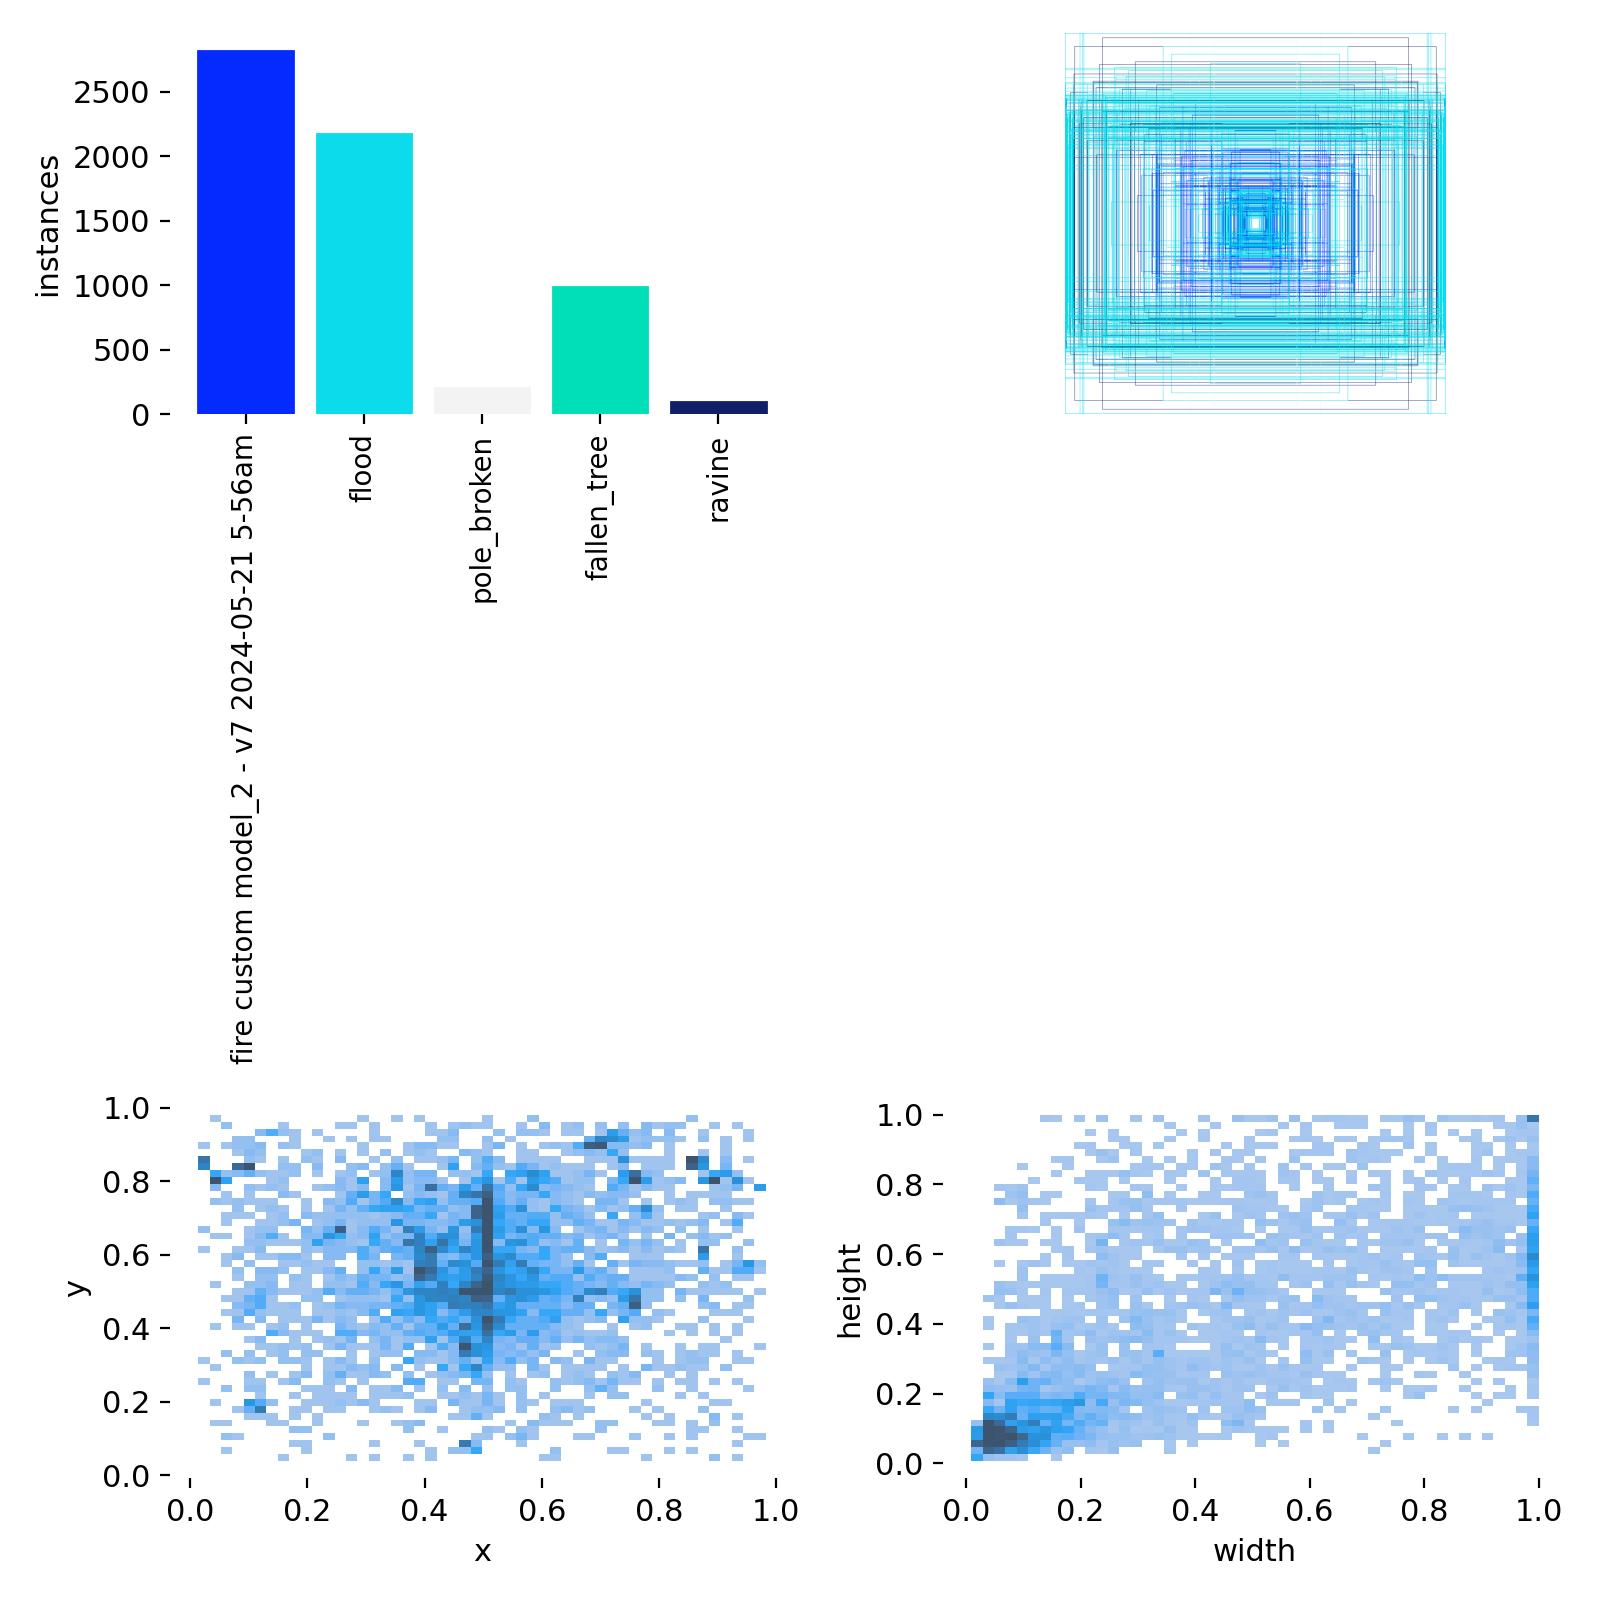 instances
2500
2000
1500
1000
500
0
fire custom model_2 - v7 2024-05-21 5-56am
flood
pole_broken
fallen_tree
ravine
y
1.0
0.8
0.6
0.4
0.2
0.0
0.0 0.2 0.4 0.6 0.8 1.0
x
height
1.0
0.8
0.6
0.4
0.2
0.0
0.0 0.2 0.4 0.6 0.8 1.0
width